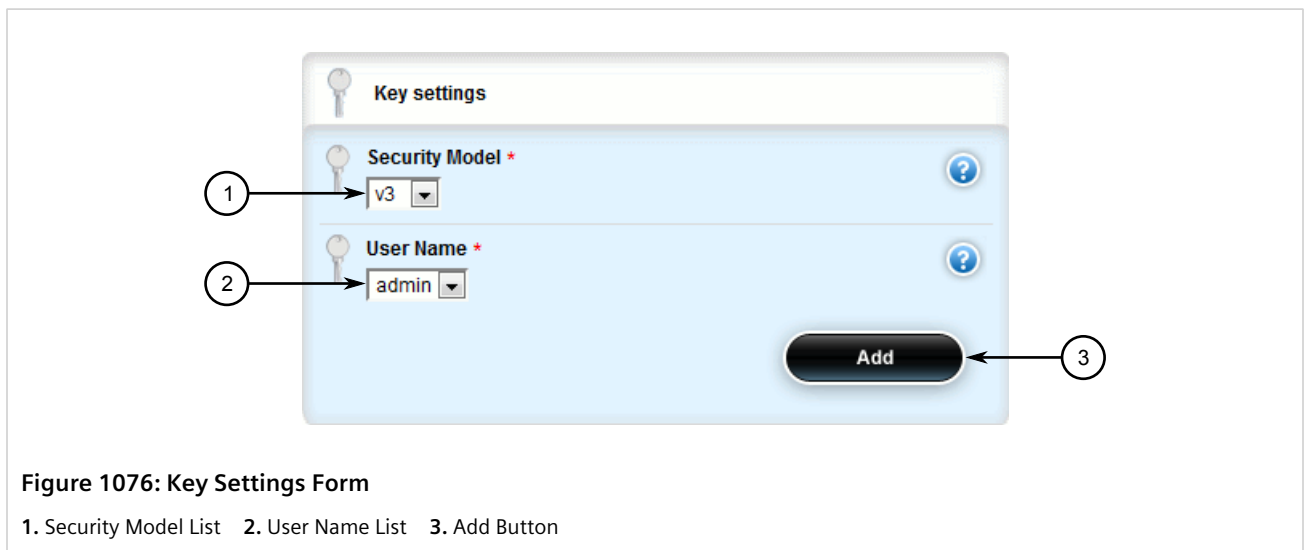 Key settings
Security Model *
1
v3
User Name *
2
admin
Add
3
Figure 1076: Key Settings Form
1. Security Model List 2. User Name List 3. Add Button